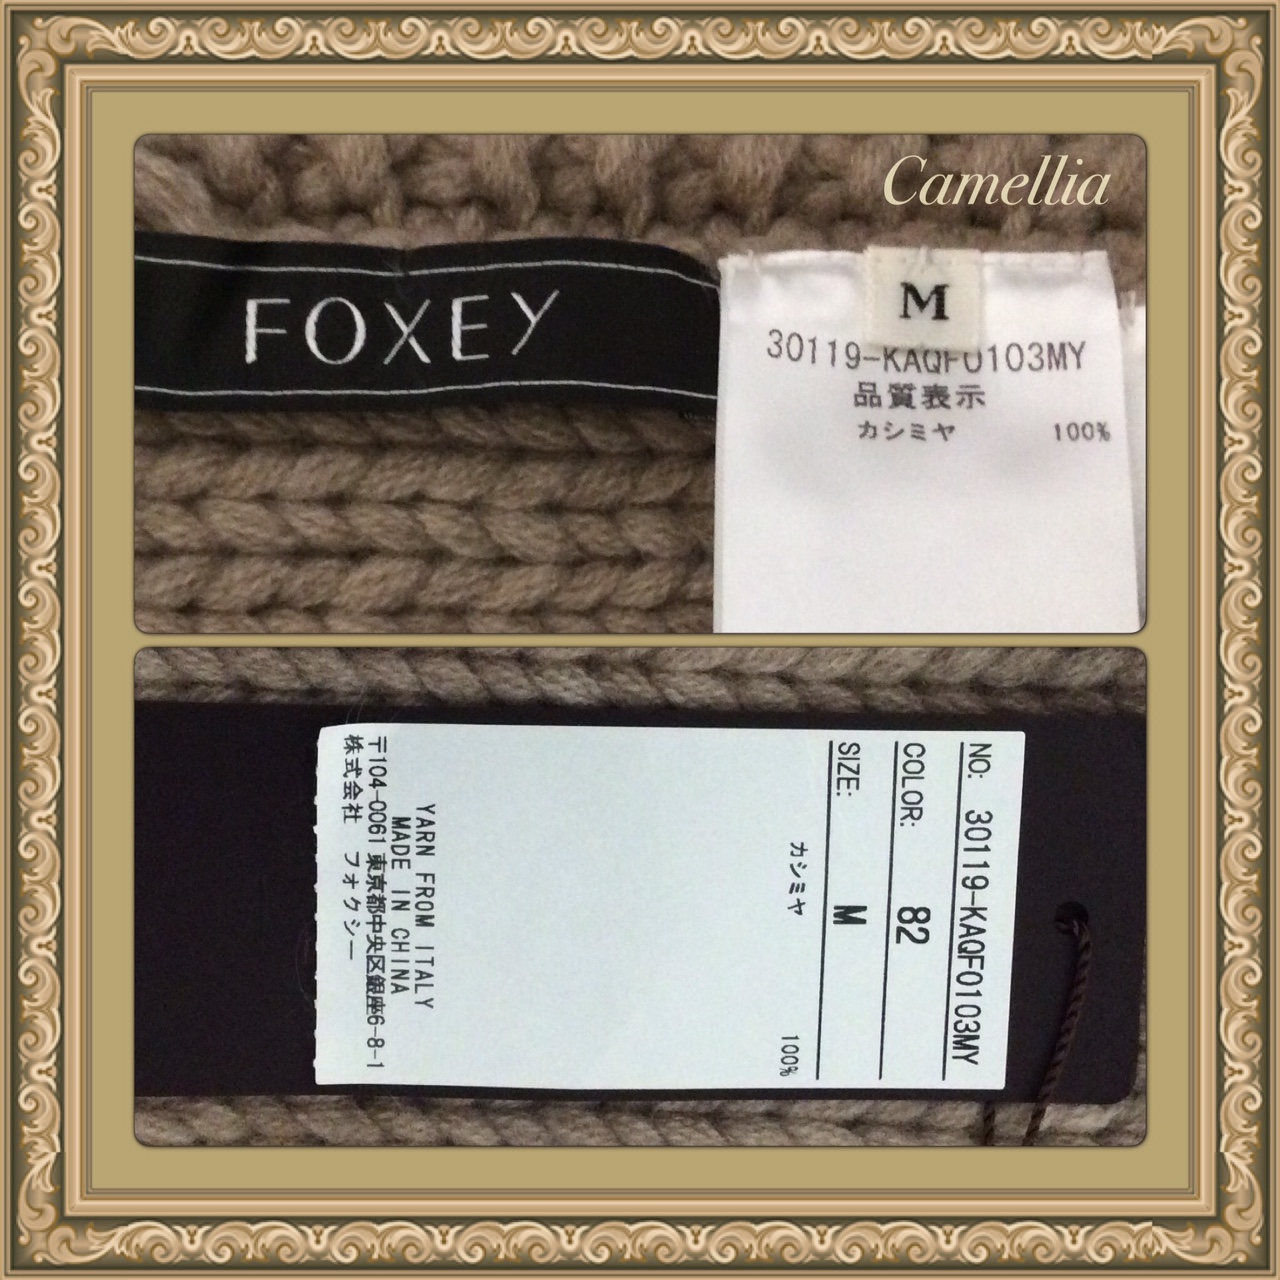 Camellia
FOXEY
M
30119-KAQF0103MY
品質表示
カシミヤ 100%
NO: 30119-KAQF0103MY
COLOR: 82
SIZE: M
カシミヤ 100%
YARN FROM ITALY
MADE IN CHINA
〒104-0061 東京都中央区銀座6-8-1
株式会社 フォクシー